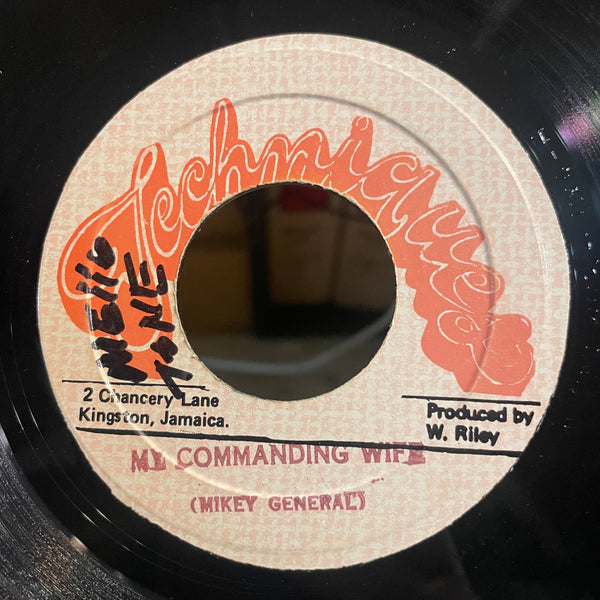 Techniques
Mello
Tone
2 Chancery Lane
Kingston, Jamaica.
Produced by
W. Riley
MY COMMANDING WIFE
(MIKEY GENERAL)